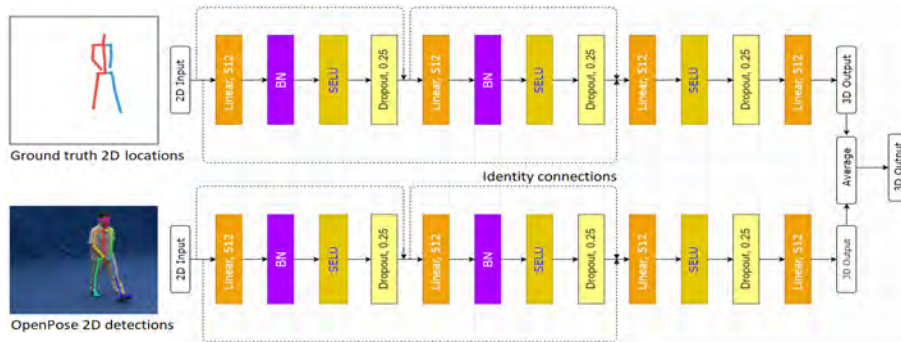 2D Input
Linear, 512
BN
SELU
Dropout, 0.25
Linear, 512
BN
SELU
Dropout, 0.25
Linear, 512
SELU
Dropout, 0.25
Linear, 512
3D Output
Ground truth 2D locations
Identity connections
Average
3D Output
2D Input
Linear, 512
BN
SELU
Dropout, 0.25
Linear, 512
BN
SELU
Dropout, 0.25
Linear, 512
SELU
Dropout, 0.25
Linear, 512
3D Output
OpenPose 2D detections